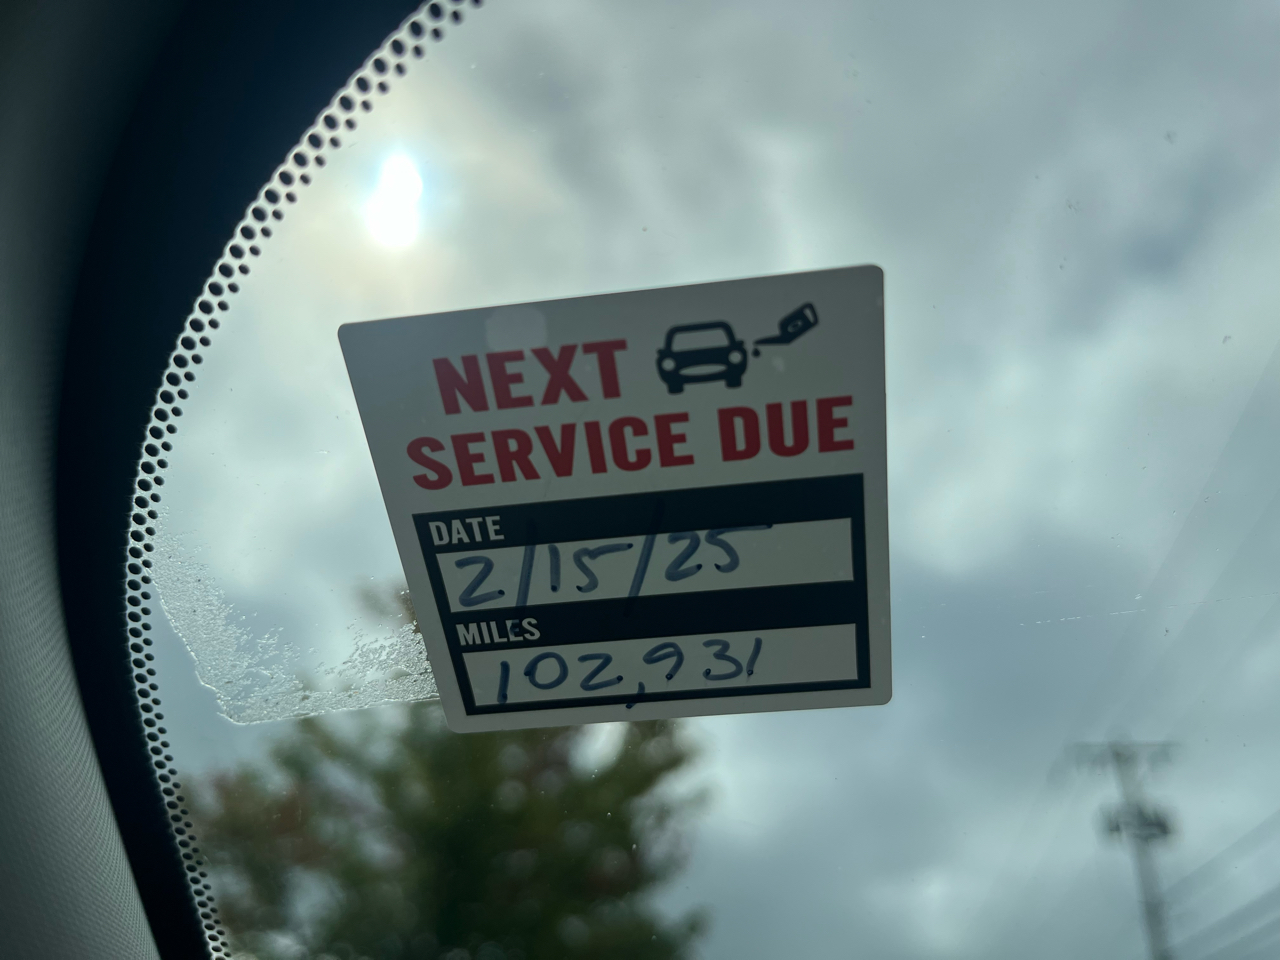 NEXT
SERVICE DUE
DATE
2/15/25
MILES
102,931